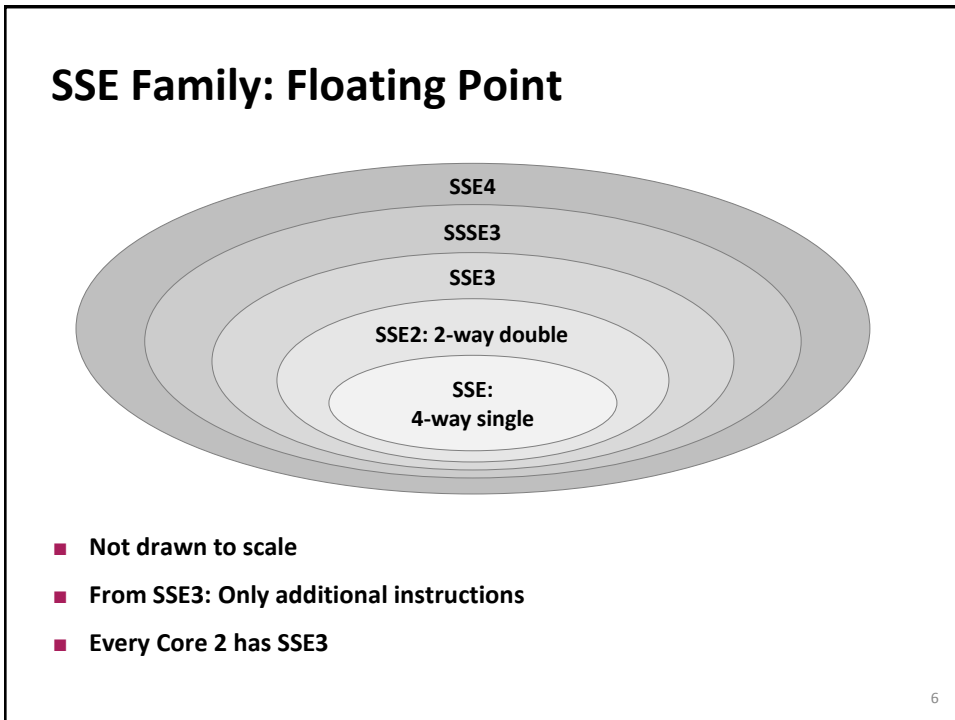 SSE Family: Floating Point
SSE4
SSSE3
SSE3
SSE2: 2-way double
SSE:
4-way single
■ Not drawn to scale
■ From SSE3: Only additional instructions
■ Every Core 2 has SSE3
6